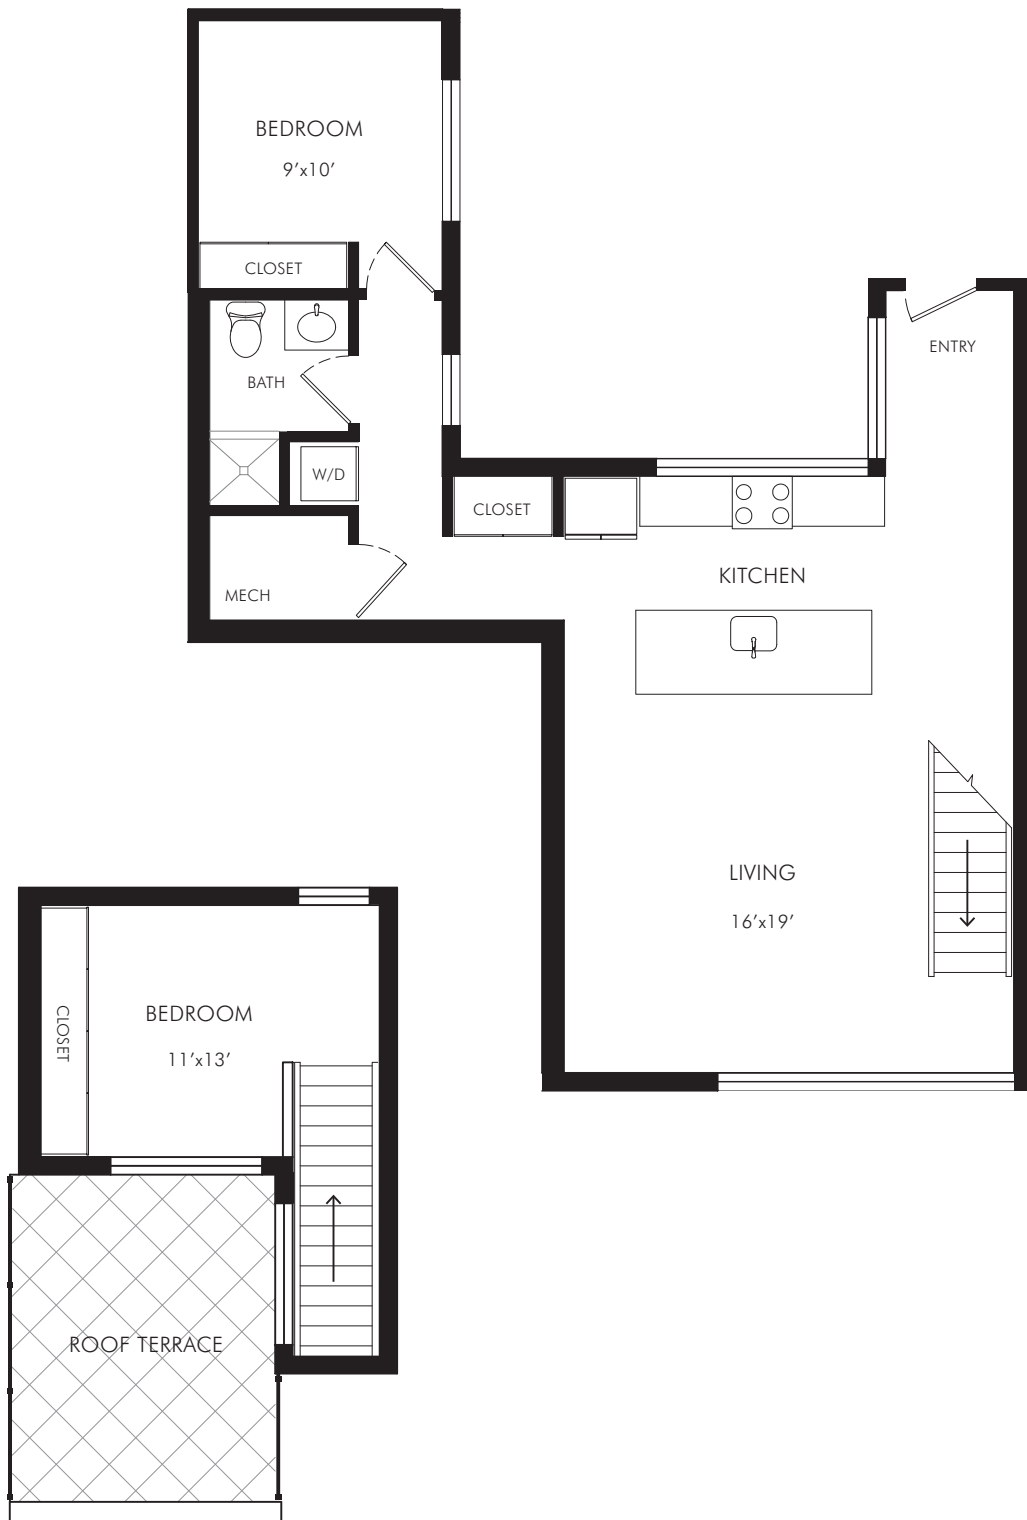 BEDROOM
9’x10’
CLOSET
ENTRY
BATH
W/D
CLOSET
KITCHEN
MECH
LIVING
16’x19’
BEDROOM
CLOSET
11’x13’
ROOF TERRACE